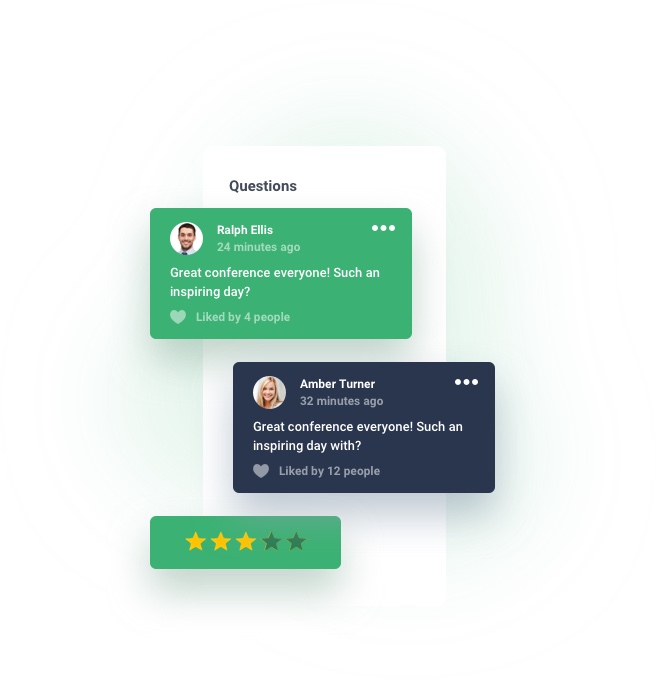 Questions
Ralph Ellis
24 minutes ago
Great conference everyone! Such an
inspiring day?
Liked by 4 people
Amber Turner
32 minutes ago
Great conference everyone! Such an
inspiring day with?
Liked by 12 people